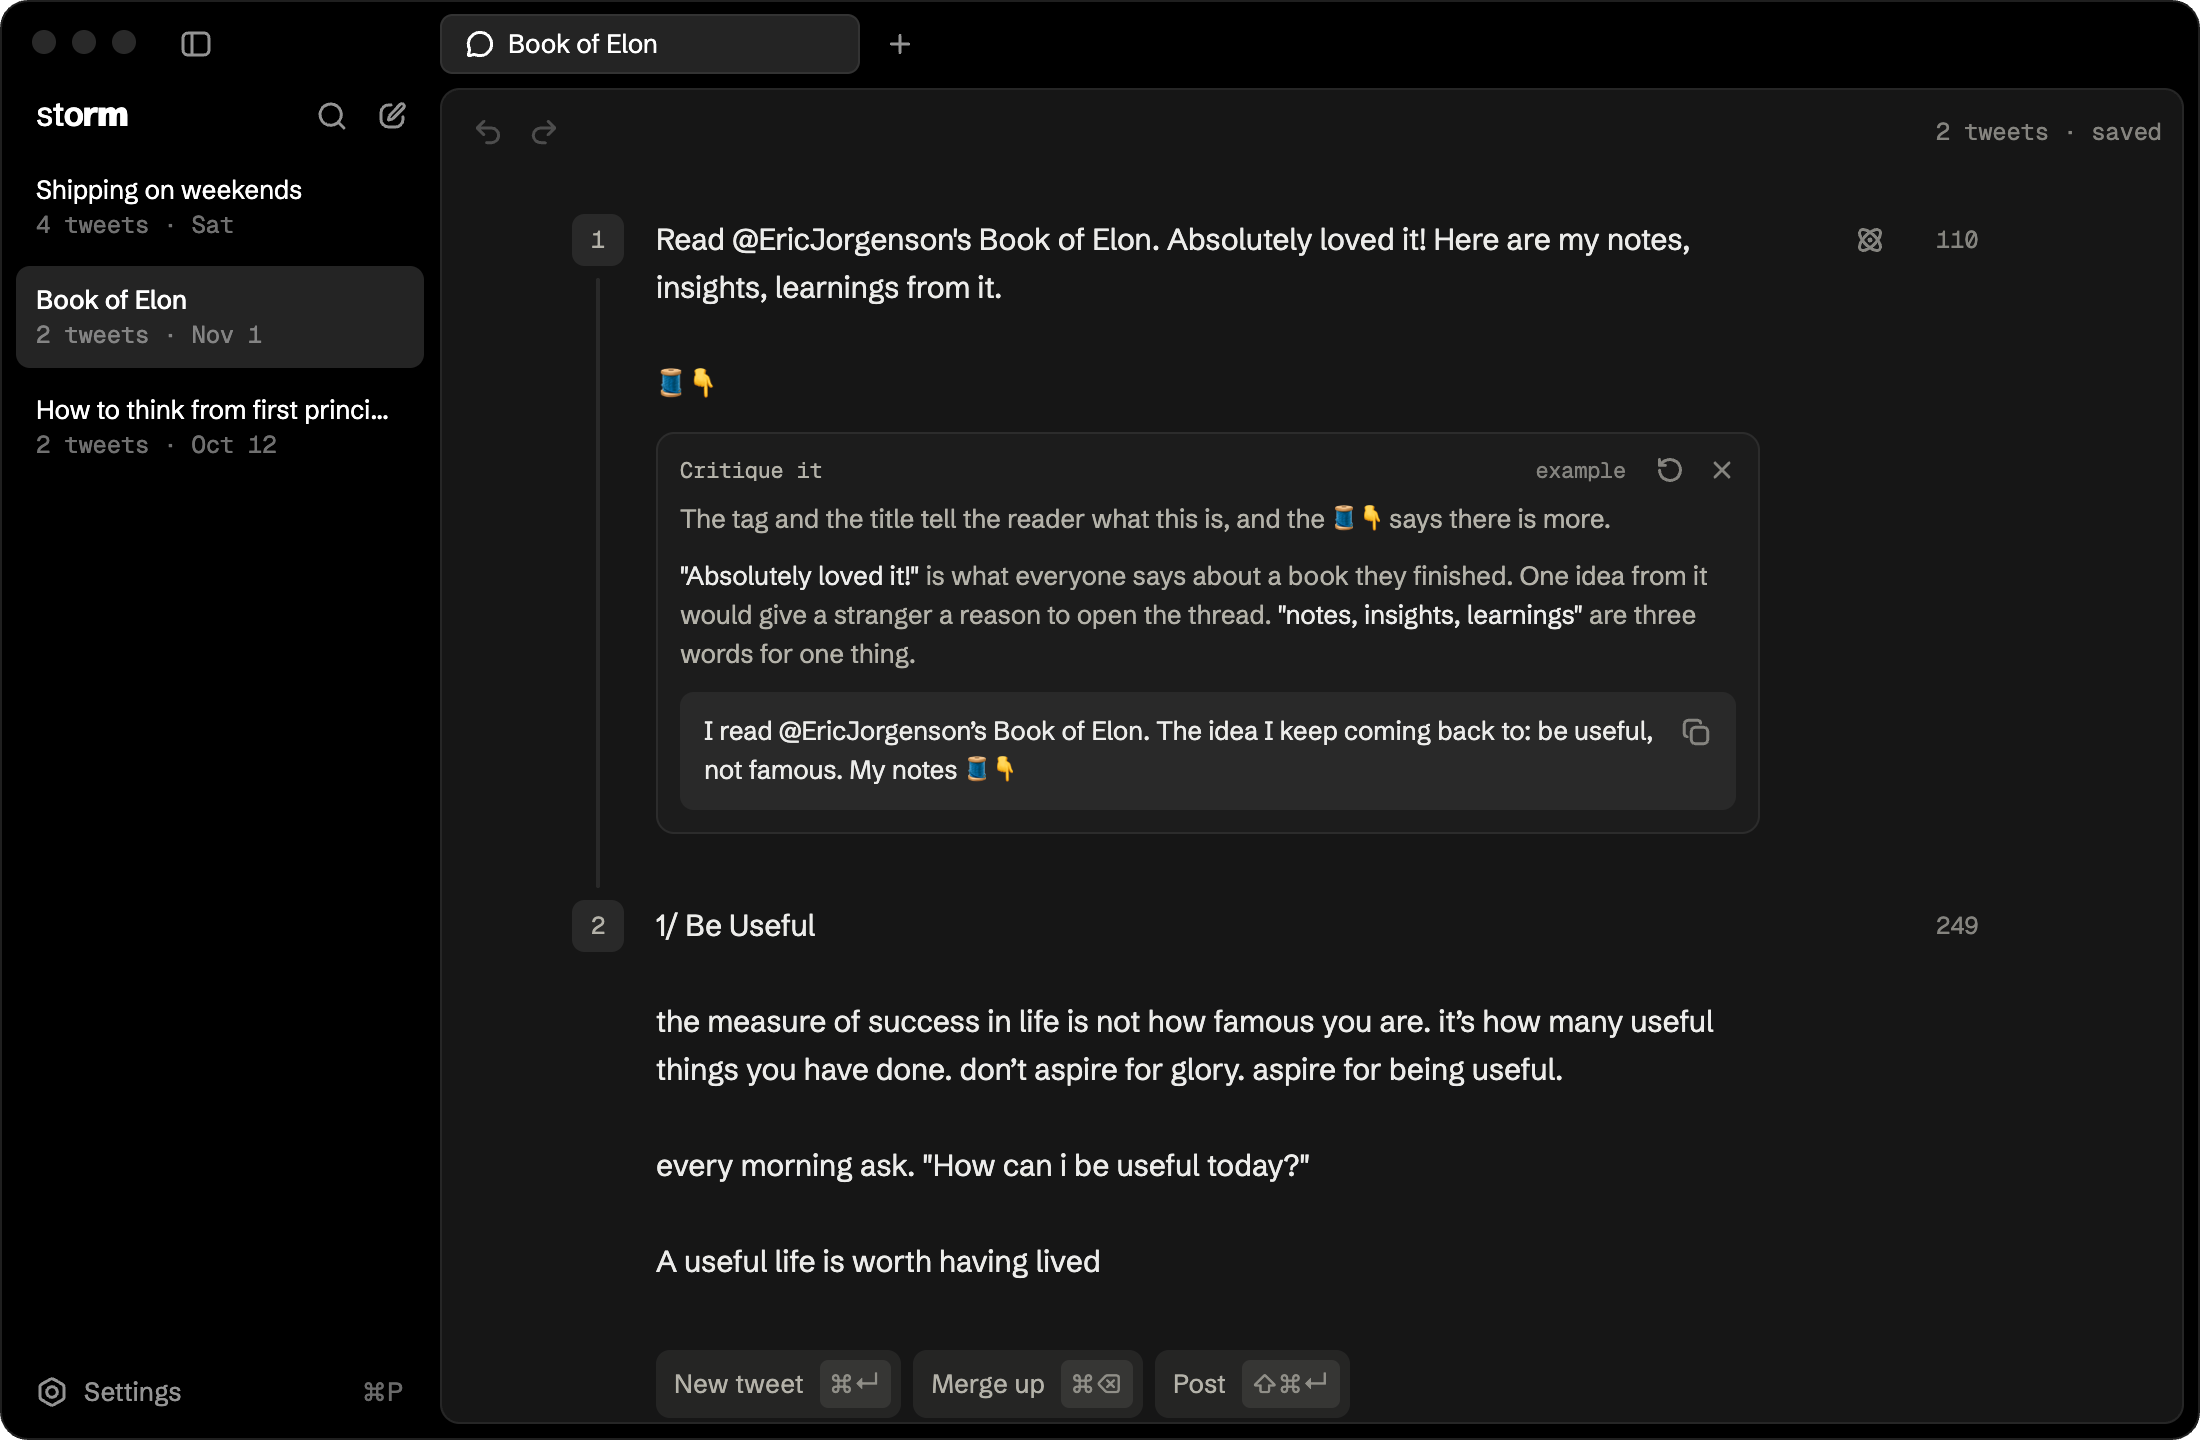 Book of Elon
storm
Shipping on weekends
4 tweets · Sat
Book of Elon
2 tweets · Nov 1
How to think from first princi...
2 tweets · Oct 12
Settings ⌘P
2 tweets · saved
1
Read @EricJorgenson's Book of Elon. Absolutely loved it! Here are my notes,
110
insights, learnings from it.
🧵👇
Critique it
example
The tag and the title tell the reader what this is, and the 🧵👇 says there is more.
"Absolutely loved it!" is what everyone says about a book they finished. One idea from it
would give a stranger a reason to open the thread. "notes, insights, learnings" are three
words for one thing.
I read @EricJorgenson’s Book of Elon. The idea I keep coming back to: be useful,
not famous. My notes 🧵👇
2
1/ Be Useful
249
the measure of success in life is not how famous you are. it’s how many useful
things you have done. don’t aspire for glory. aspire for being useful.
every morning ask. "How can i be useful today?"
A useful life is worth having lived
New tweet ⌘↵
Merge up ⌘⌫
Post ⇧⌘↵